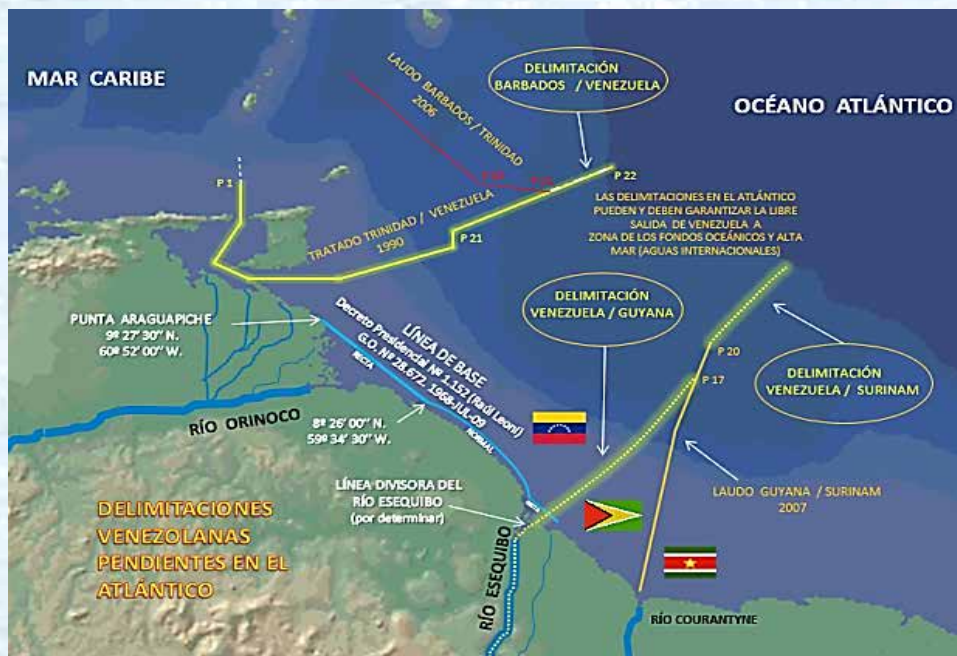 MAR CARIBE
LAUDO BARBADOS / TRINIDAD
2006
DELIMITACIÓN
BARBADOS / VENEZUELA
OCÉANO ATLÁNTICO
P 1
P 22
TRATADO TRINIDAD / VENEZUELA
1990
P 21
LAS DELIMITACIONES EN EL ATLÁNTICO
PUEDEN Y DEBEN GARANTIZAR LA LIBRE
SALIDA DE VENEZUELA A
ZONA DE LOS FONDOS OCEÁNICOS Y ALTA
MAR (AGUAS INTERNACIONALES)
DELIMITACIÓN
VENEZUELA / GUYANA
PUNTA ARAGUAPICHE
9º 27' 30" N.
60º 52' 00" W.
LÍNEA DE BASE
Decreto Presidencial Nº 1.152 (Raúl Leoni)
G.O. Nº 28.672. 1968-JUL-09
RECTA
NORMAL
P 20
P 17
DELIMITACIÓN
VENEZUELA / SURINAM
RÍO ORINOCO
8º 26' 00" N.
59º 34' 30" W.
LÍNEA DIVISORA DEL
RÍO ESEQUIBO
(por determinar)
LAUDO GUYANA / SURINAM
2007
DELIMITACIONES
VENEZOLANAS
PENDIENTES EN EL
ATLÁNTICO
RÍO ESEQUIBO
RÍO COURANTYNE